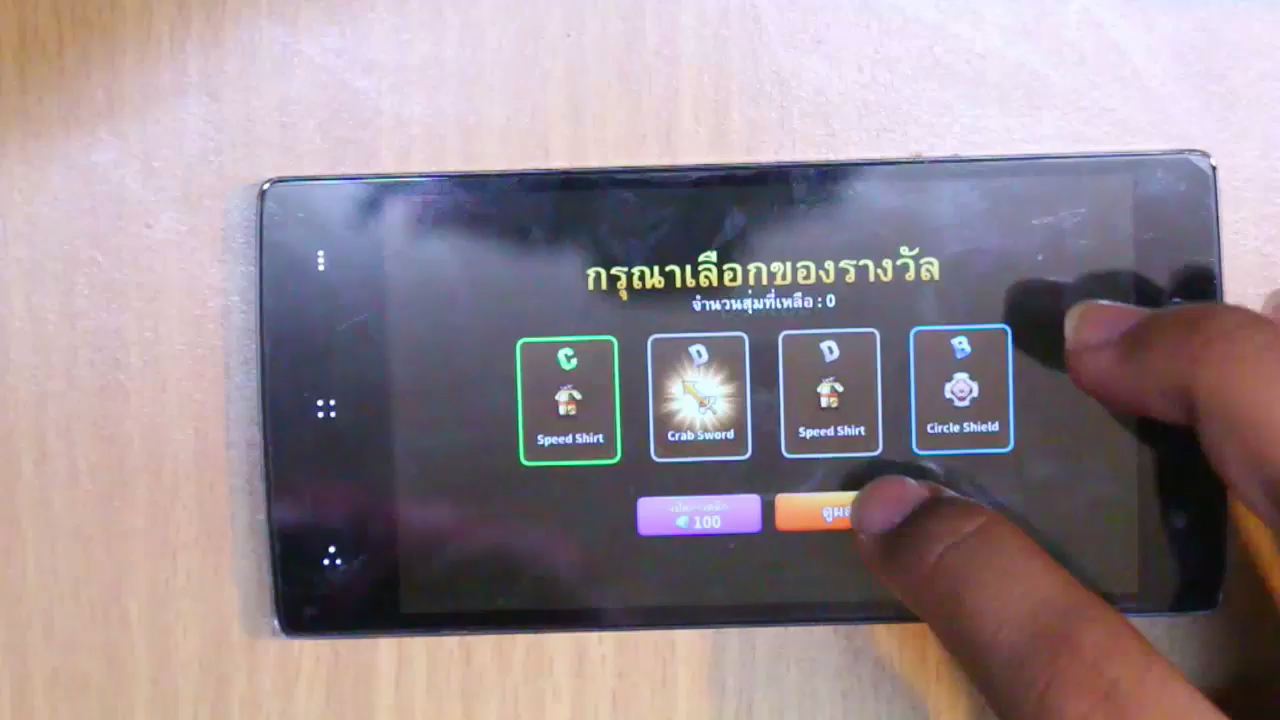 กรุณาเลือกของรางวัล
จำนวนสุ่มที่เหลือ : 0
C
Speed Shirt
D
Crab Sword
D
Speed Shirt
B
Circle Shield
100